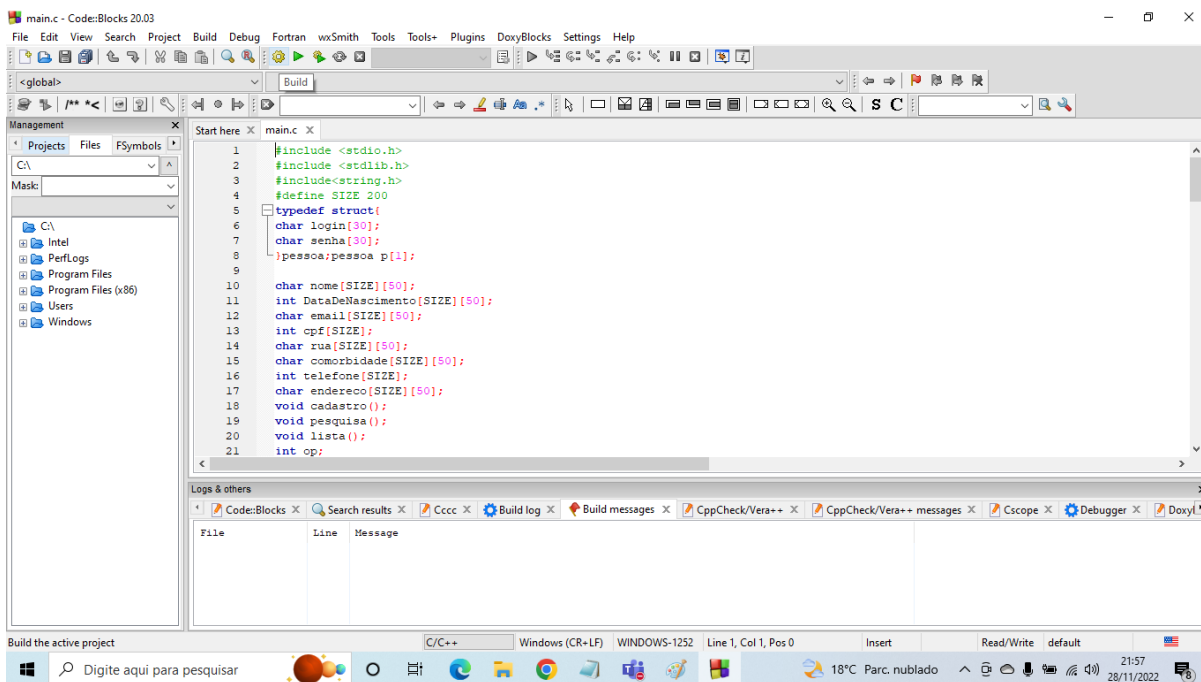 main.c - Code::Blocks 20.03
File Edit View Search Project Build Debug Fortran wxSmith Tools Tools+ Plugins DoxyBlocks Settings Help
<global>
Build
/** *<
S C
Management
Start here main.c
Projects Files FSymbols
C:\
Mask:
C:\
Intel
PerfLogs
Program Files
Program Files (x86)
Users
Windows
1 #include <stdio.h>
2 #include <stdlib.h>
3 #include<string.h>
4 #define SIZE 200
5 typedef struct{
6 char login[30];
7 char senha[30];
8 }pessoa;pessoa p[1];
9
10 char nome[SIZE][50];
11 int DataDeNascimento[SIZE][50];
12 char email[SIZE][50];
13 int cpf[SIZE];
14 char rua[SIZE][50];
15 char comorbidade[SIZE][50];
16 int telefone[SIZE];
17 char endereco[SIZE][50];
18 void cadastro();
19 void pesquisa();
20 void lista();
21 int op;
Logs & others
Code::Blocks Search results Cccc Build log Build messages CppCheck/Vera++ CppCheck/Vera++ messages Cscope Debugger Doxyl
File Line Message
Build the active project C/C++ Windows (CR+LF) WINDOWS-1252 Line 1, Col 1, Pos 0 Insert Read/Write default
Digite aqui para pesquisar 18°C Parc. nublado 21:57
28/11/2022 8